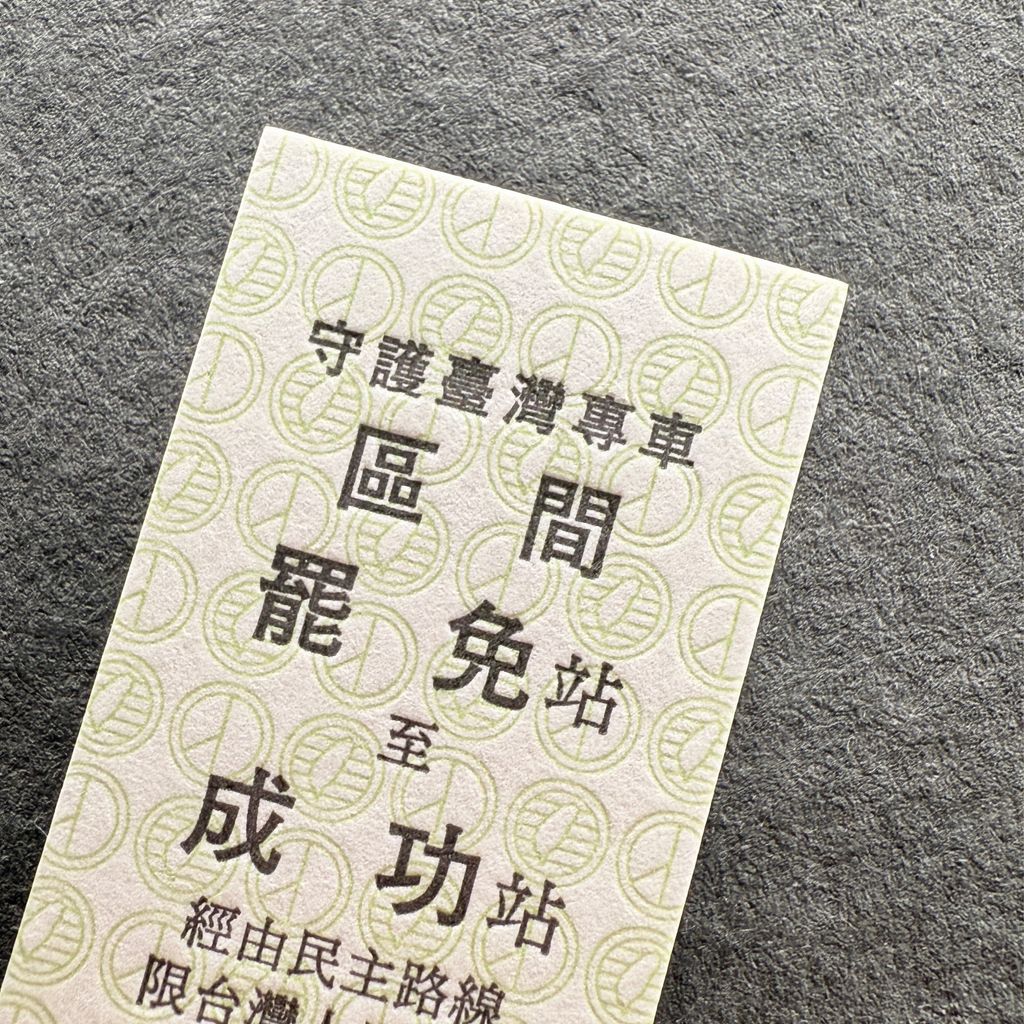 守護臺灣專車
區間
罷免站
至
成功站
經由民主路線
限台灣人